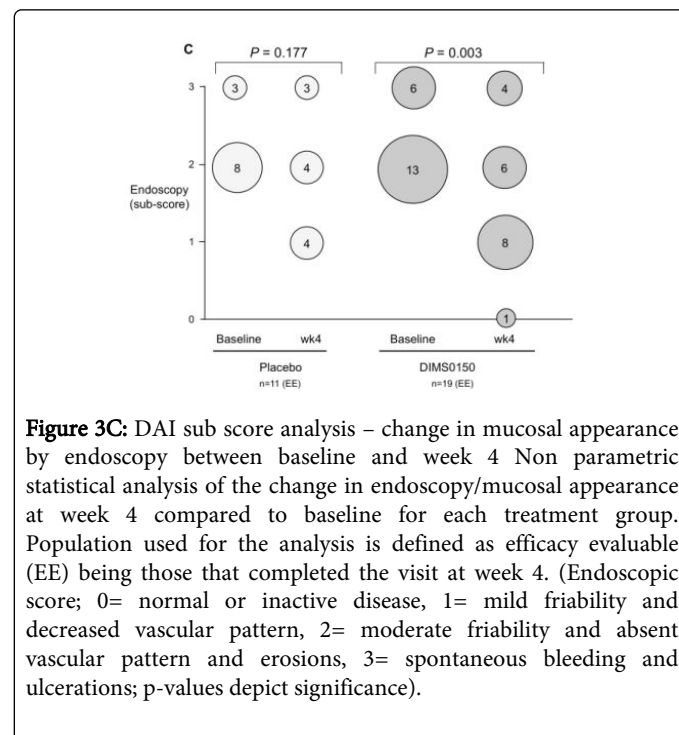 C
P = 0.177 P = 0.003
3 3 3 6 4
2 8 4 13 6
Endoscopy
(sub-score)
1 4 8
0 1
Baseline wk4 Baseline wk4
Placebo DIMS0150
n=11 (EE) n=19 (EE)
Figure 3C: DAI sub score analysis – change in mucosal appearance
by endoscopy between baseline and week 4 Non parametric
statistical analysis of the change in endoscopy/mucosal appearance
at week 4 compared to baseline for each treatment group.
Population used for the analysis is defined as efficacy evaluable
(EE) being those that completed the visit at week 4. (Endoscopic
score; 0= normal or inactive disease, 1= mild friability and
decreased vascular pattern, 2= moderate friability and absent
vascular pattern and erosions, 3= spontaneous bleeding and
ulcerations; p-values depict significance).